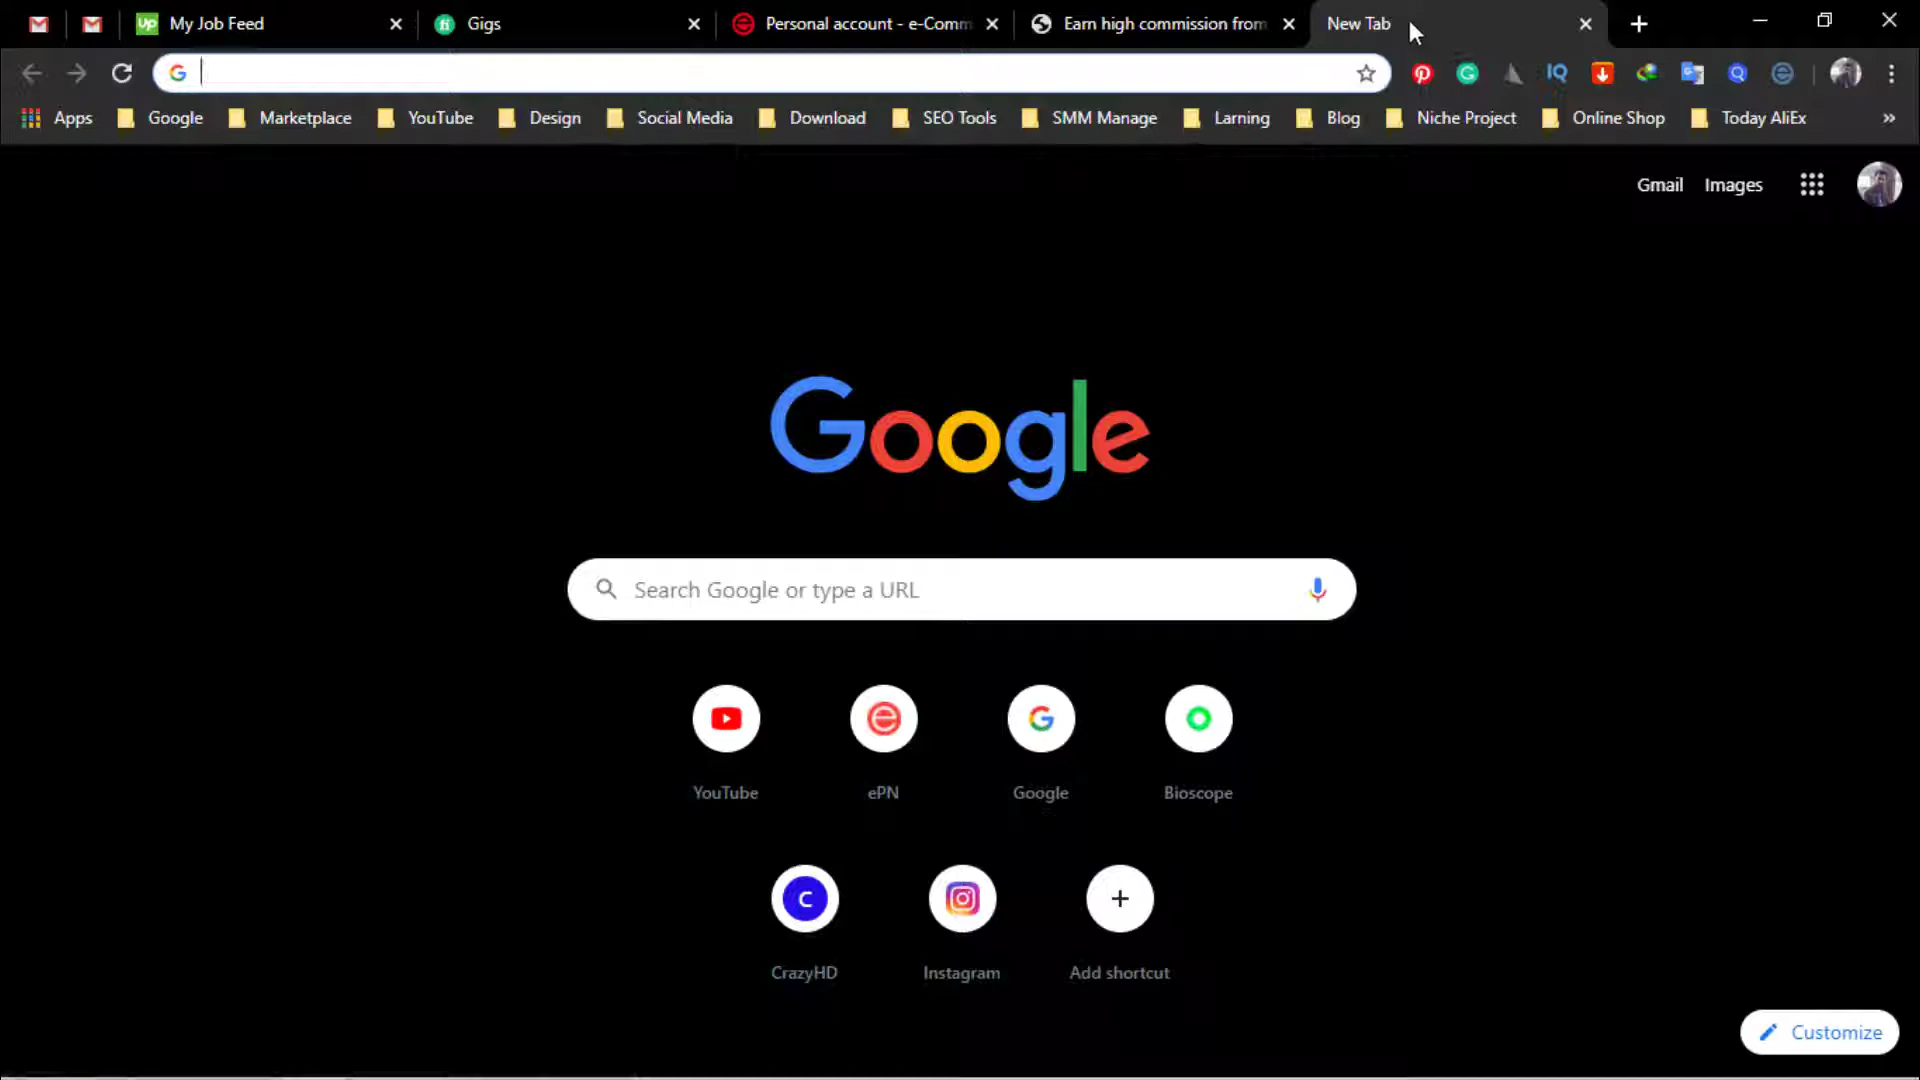 My Job Feed
Gigs
Personal account - e-Comm
Earn high commission from
New Tab
Apps
Google
Marketplace
YouTube
Design
Social Media
Download
SEO Tools
SMM Manage
Larning
Blog
Niche Project
Online Shop
Today AliEx
»
Gmail
Images
Google
Search Google or type a URL
YouTube
ePN
Google
Bioscope
C
CrazyHD
Instagram
Add shortcut
Customize